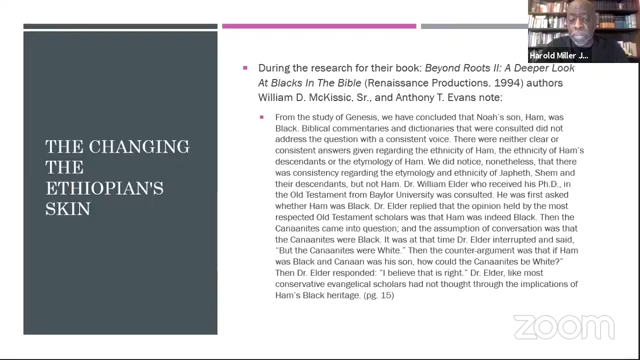 Harold Miller J...
THE CHANGING
THE
ETHIOPIAN'S
SKIN
During the research for their book: Beyond Roots II: A Deeper Look
At Blacks In The Bible (Renaissance Productions, 1994) authors
William D. McKissic, Sr., and Anthony T. Evans note:
From the study of Genesis, we have concluded that Noah's son, Ham, was
Black. Biblical commentaries and dictionaries that were consulted did not
address the question with a consistent voice. There were neither clear or
consistent answers given regarding the ethnicity of Ham, the ethnicity of Ham's
descendants or the etymology of Ham. We did notice, nonetheless, that there
was consistency regarding the etymology and ethnicity of Japheth, Shem and
their descendants, but not Ham. Dr. William Elder who received his Ph.D., in
the Old Testament from Baylor University was consulted. He was first asked
whether Ham was Black. Dr. Elder replied that the opinion held by the most
respected Old Testament scholars was that Ham was indeed Black. Then the
Canaanites came into question; and the assumption of conversation was that
the Canaanites were Black. It was at that time Dr. Elder interrupted and said,
"But the Canaanites were White." Then the counter-argument was that if Ham
was Black and Canaan was his son, how could the Canaanites be White?"
Then Dr. Elder responded: "I believe that is right." Dr. Elder, like most
conservative evangelical scholars had not thought through the implications of
Ham's Black heritage. (pg. 15)
zoom